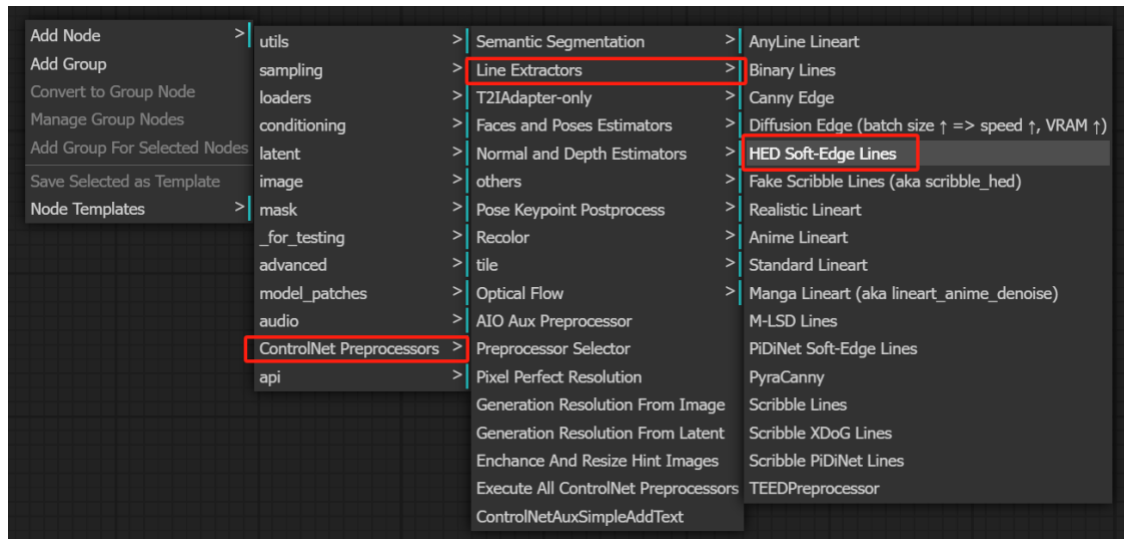 Add Node >
Add Group
Convert to Group Node
Manage Group Nodes
Add Group For Selected Nodes
Save Selected as Template
Node Templates >
utils >
sampling >
loaders >
conditioning >
latent >
image >
mask >
_for_testing >
advanced >
model_patches >
audio >
ControlNet Preprocessors >
api >
Semantic Segmentation >
Line Extractors >
T2IAdapter-only >
Faces and Poses Estimators >
Normal and Depth Estimators >
others >
Pose Keypoint Postprocess >
Recolor >
tile >
Optical Flow >
AIO Aux Preprocessor
Preprocessor Selector
Pixel Perfect Resolution
Generation Resolution From Image
Generation Resolution From Latent
Enchance And Resize Hint Images
Execute All ControlNet Preprocessors
ControlNetAuxSimpleAddText
AnyLine Lineart
Binary Lines
Canny Edge
Diffusion Edge (batch size ↑ => speed ↑, VRAM ↑)
HED Soft-Edge Lines
Fake Scribble Lines (aka scribble_hed)
Realistic Lineart
Anime Lineart
Standard Lineart
Manga Lineart (aka lineart_anime_denoise)
M-LSD Lines
PiDiNet Soft-Edge Lines
PyraCanny
Scribble Lines
Scribble XDoG Lines
Scribble PiDiNet Lines
TEEDPreprocessor